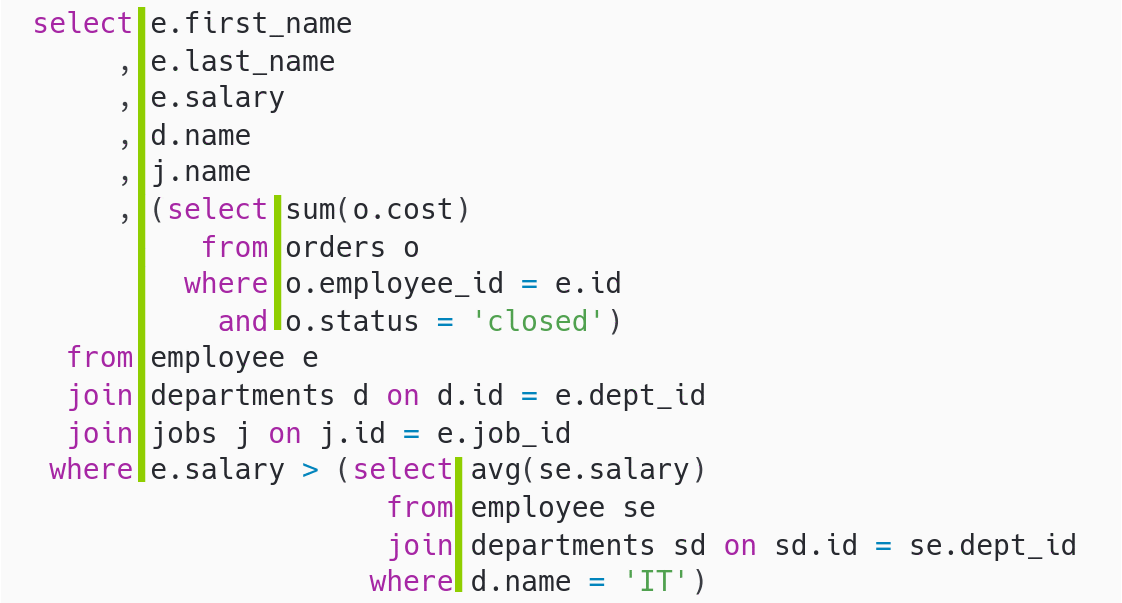 select e.first_name
, e.last_name
, e.salary
, d.name
, j.name
, (select sum(o.cost)
from orders o
where o.employee_id = e.id
and o.status = 'closed')
from employee e
join departments d on d.id = e.dept_id
join jobs j on j.id = e.job_id
where e.salary > (select avg(se.salary)
from employee se
join departments sd on sd.id = se.dept_id
where d.name = 'IT')